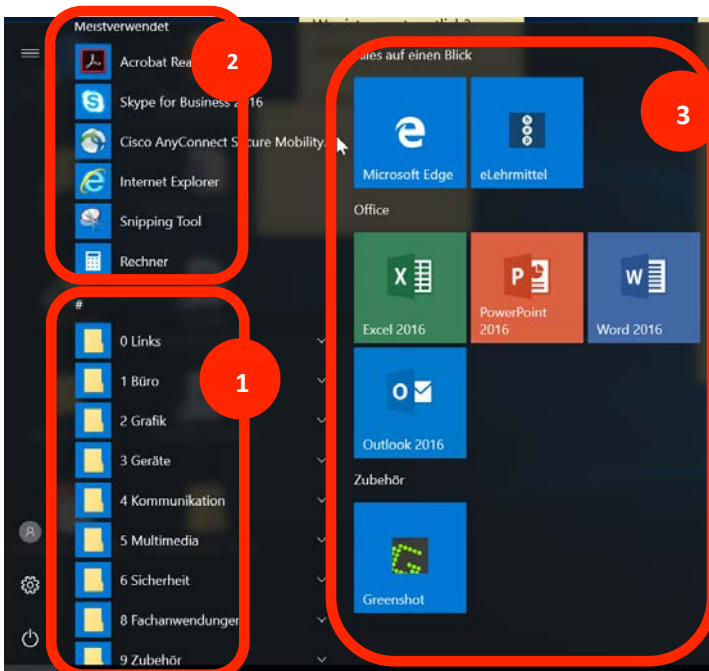 Meistverwendet
2
Acrobat Rea
Skype for Business 2016
Cisco AnyConnect Secure Mobility...
Internet Explorer
Snipping Tool
Rechner
#
1
0 Links
1 Büro
2 Grafik
3 Geräte
4 Kommunikation
5 Multimedia
6 Sicherheit
8 Fachanwendungen
9 Zubehör
Alles auf einen Blick
3
Microsoft Edge
eLehrmittel
Office
Excel 2016
PowerPoint
2016
Word 2016
Outlook 2016
Zubehör
Greenshot